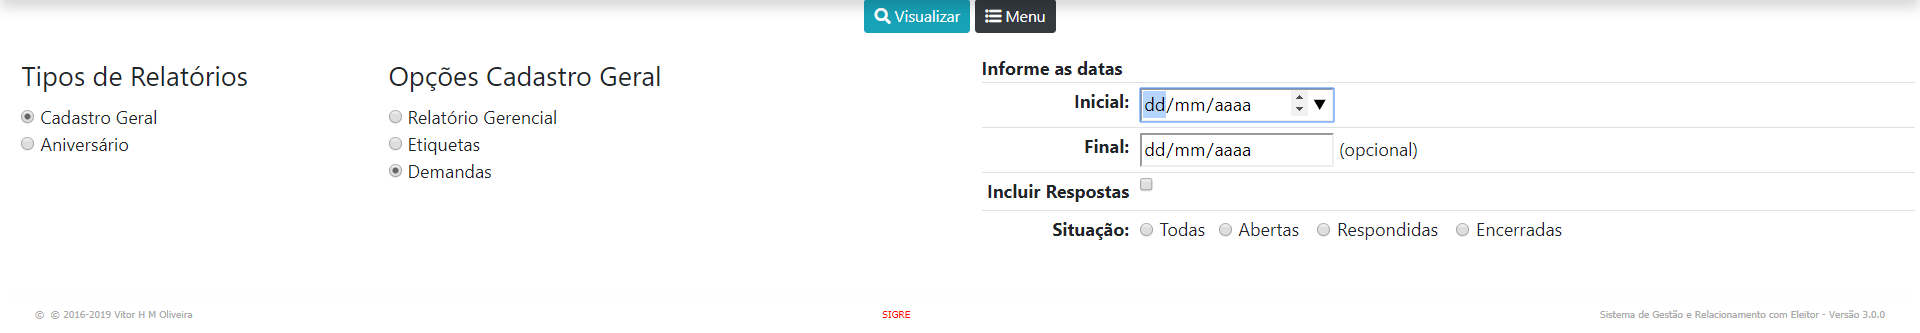 Visualizar Menu
Tipos de Relatórios
Cadastro Geral
Aniversário
Opções Cadastro Geral
Relatório Gerencial
Etiquetas
Demandas
Informe as datas
Inicial: dd/mm/aaaa
Final: dd/mm/aaaa (opcional)
Incluir Respostas
Situação: Todas Abertas Respondidas Encerradas
© © 2016-2019 Vitor H M Oliveira
SIGRE
Sistema de Gestão e Relacionamento com Eleitor - Versão 3.0.0